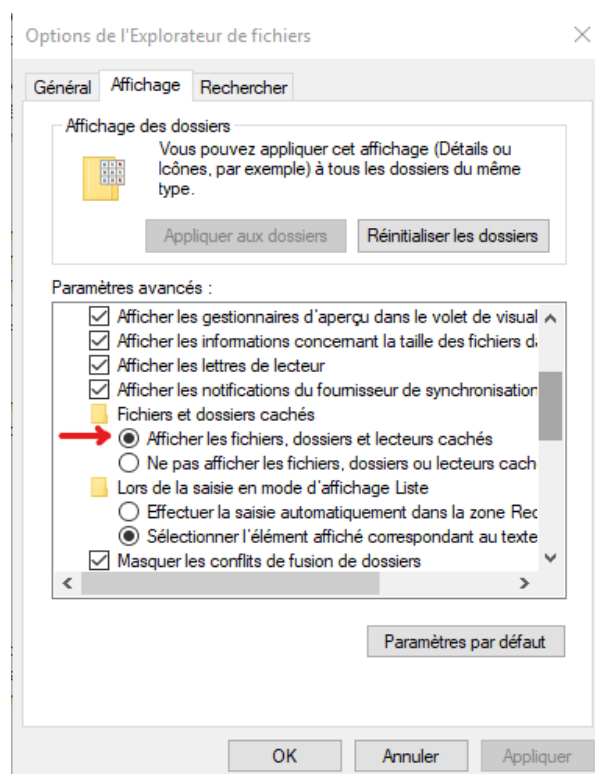 Options de l'Explorateur de fichiers
Général Affichage Rechercher
Affichage des dossiers
Vous pouvez appliquer cet affichage (Détails ou
Icônes, par exemple) à tous les dossiers du même
type.
Appliquer aux dossiers Réinitialiser les dossiers
Paramètres avancés :
Afficher les gestionnaires d'aperçu dans le volet de visual
Afficher les informations concernant la taille des fichiers d
Afficher les lettres de lecteur
Afficher les notifications du fournisseur de synchronisation
Fichiers et dossiers cachés
Afficher les fichiers, dossiers et lecteurs cachés
Ne pas afficher les fichiers, dossiers ou lecteurs cach
Lors de la saisie en mode d'affichage Liste
Effectuer la saisie automatiquement dans la zone Rec
Sélectionner l'élément affiché correspondant au texte
Masquer les conflits de fusion de dossiers
Paramètres par défaut
OK Annuler Appliquer